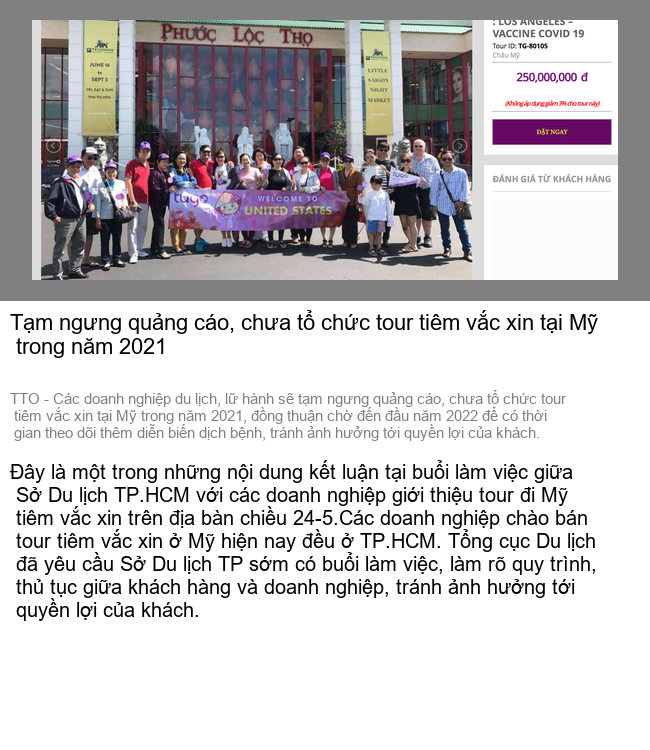 : LOS ANGELES –
VACCINE COVID 19
Tour ID: TG-80105
Châu Mỹ
250,000,000 đ
(Không áp dụng giảm 3% cho tour này)
ĐẶT NGAY
ĐÁNH GIÁ TỪ KHÁCH HÀNG
PHƯỚC LỘC THỌ
JUNE 16
TO
SEPT 3
LITTLE
SAIGON
NIGHT
MARKET
tugo
WELCOME TO
UNITED STATES
Tạm ngưng quảng cáo, chưa tổ chức tour tiêm vắc xin tại Mỹ
trong năm 2021
TTO - Các doanh nghiệp du lịch, lữ hành sẽ tạm ngưng quảng cáo, chưa tổ chức tour
tiêm vắc xin tại Mỹ trong năm 2021, đồng thuận chờ đến đầu năm 2022 để có thời
gian theo dõi thêm diễn biến dịch bệnh, tránh ảnh hưởng tới quyền lợi của khách.
Đây là một trong những nội dung kết luận tại buổi làm việc giữa
Sở Du lịch TP.HCM với các doanh nghiệp giới thiệu tour đi Mỹ
tiêm vắc xin trên địa bàn chiều 24-5.Các doanh nghiệp chào bán
tour tiêm vắc xin ở Mỹ hiện nay đều ở TP.HCM. Tổng cục Du lịch
đã yêu cầu Sở Du lịch TP sớm có buổi làm việc, làm rõ quy trình,
thủ tục giữa khách hàng và doanh nghiệp, tránh ảnh hưởng tới
quyền lợi của khách.